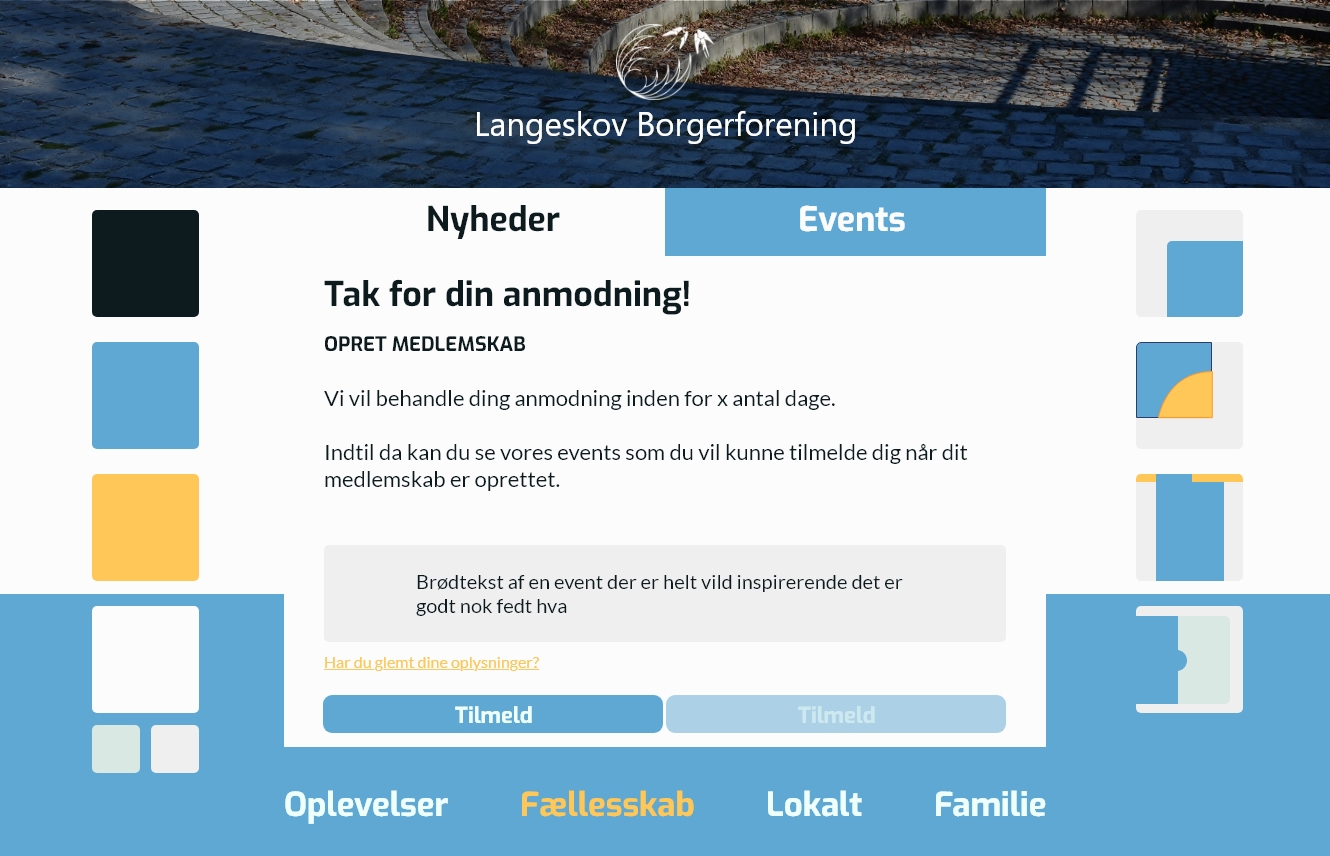 Langeskov Borgerforening
Nyheder
Events
Tak for din anmodning!
OPRET MEDLEMSKAB
Vi vil behandle ding anmodning inden for x antal dage.
Indtil da kan du se vores events som du vil kunne tilmelde dig når dit
medlemskab er oprettet.
Brødtekst af en event der er helt vild inspirerende det er
godt nok fedt hva
Har du glemt dine oplysninger?
Tilmeld
Tilmeld
Oplevelser
Fællesskab
Lokalt
Familie